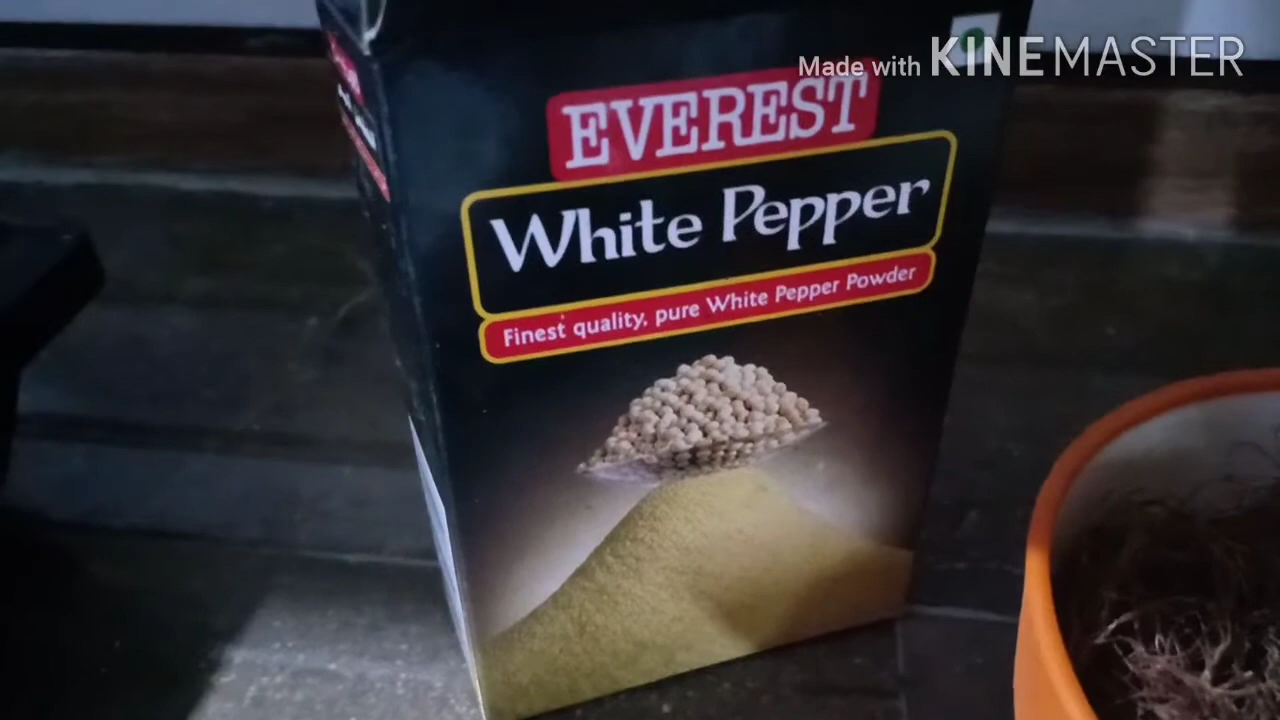 Made with KINEMASTER
EVEREST
White Pepper
Finest quality, pure White Pepper Powder